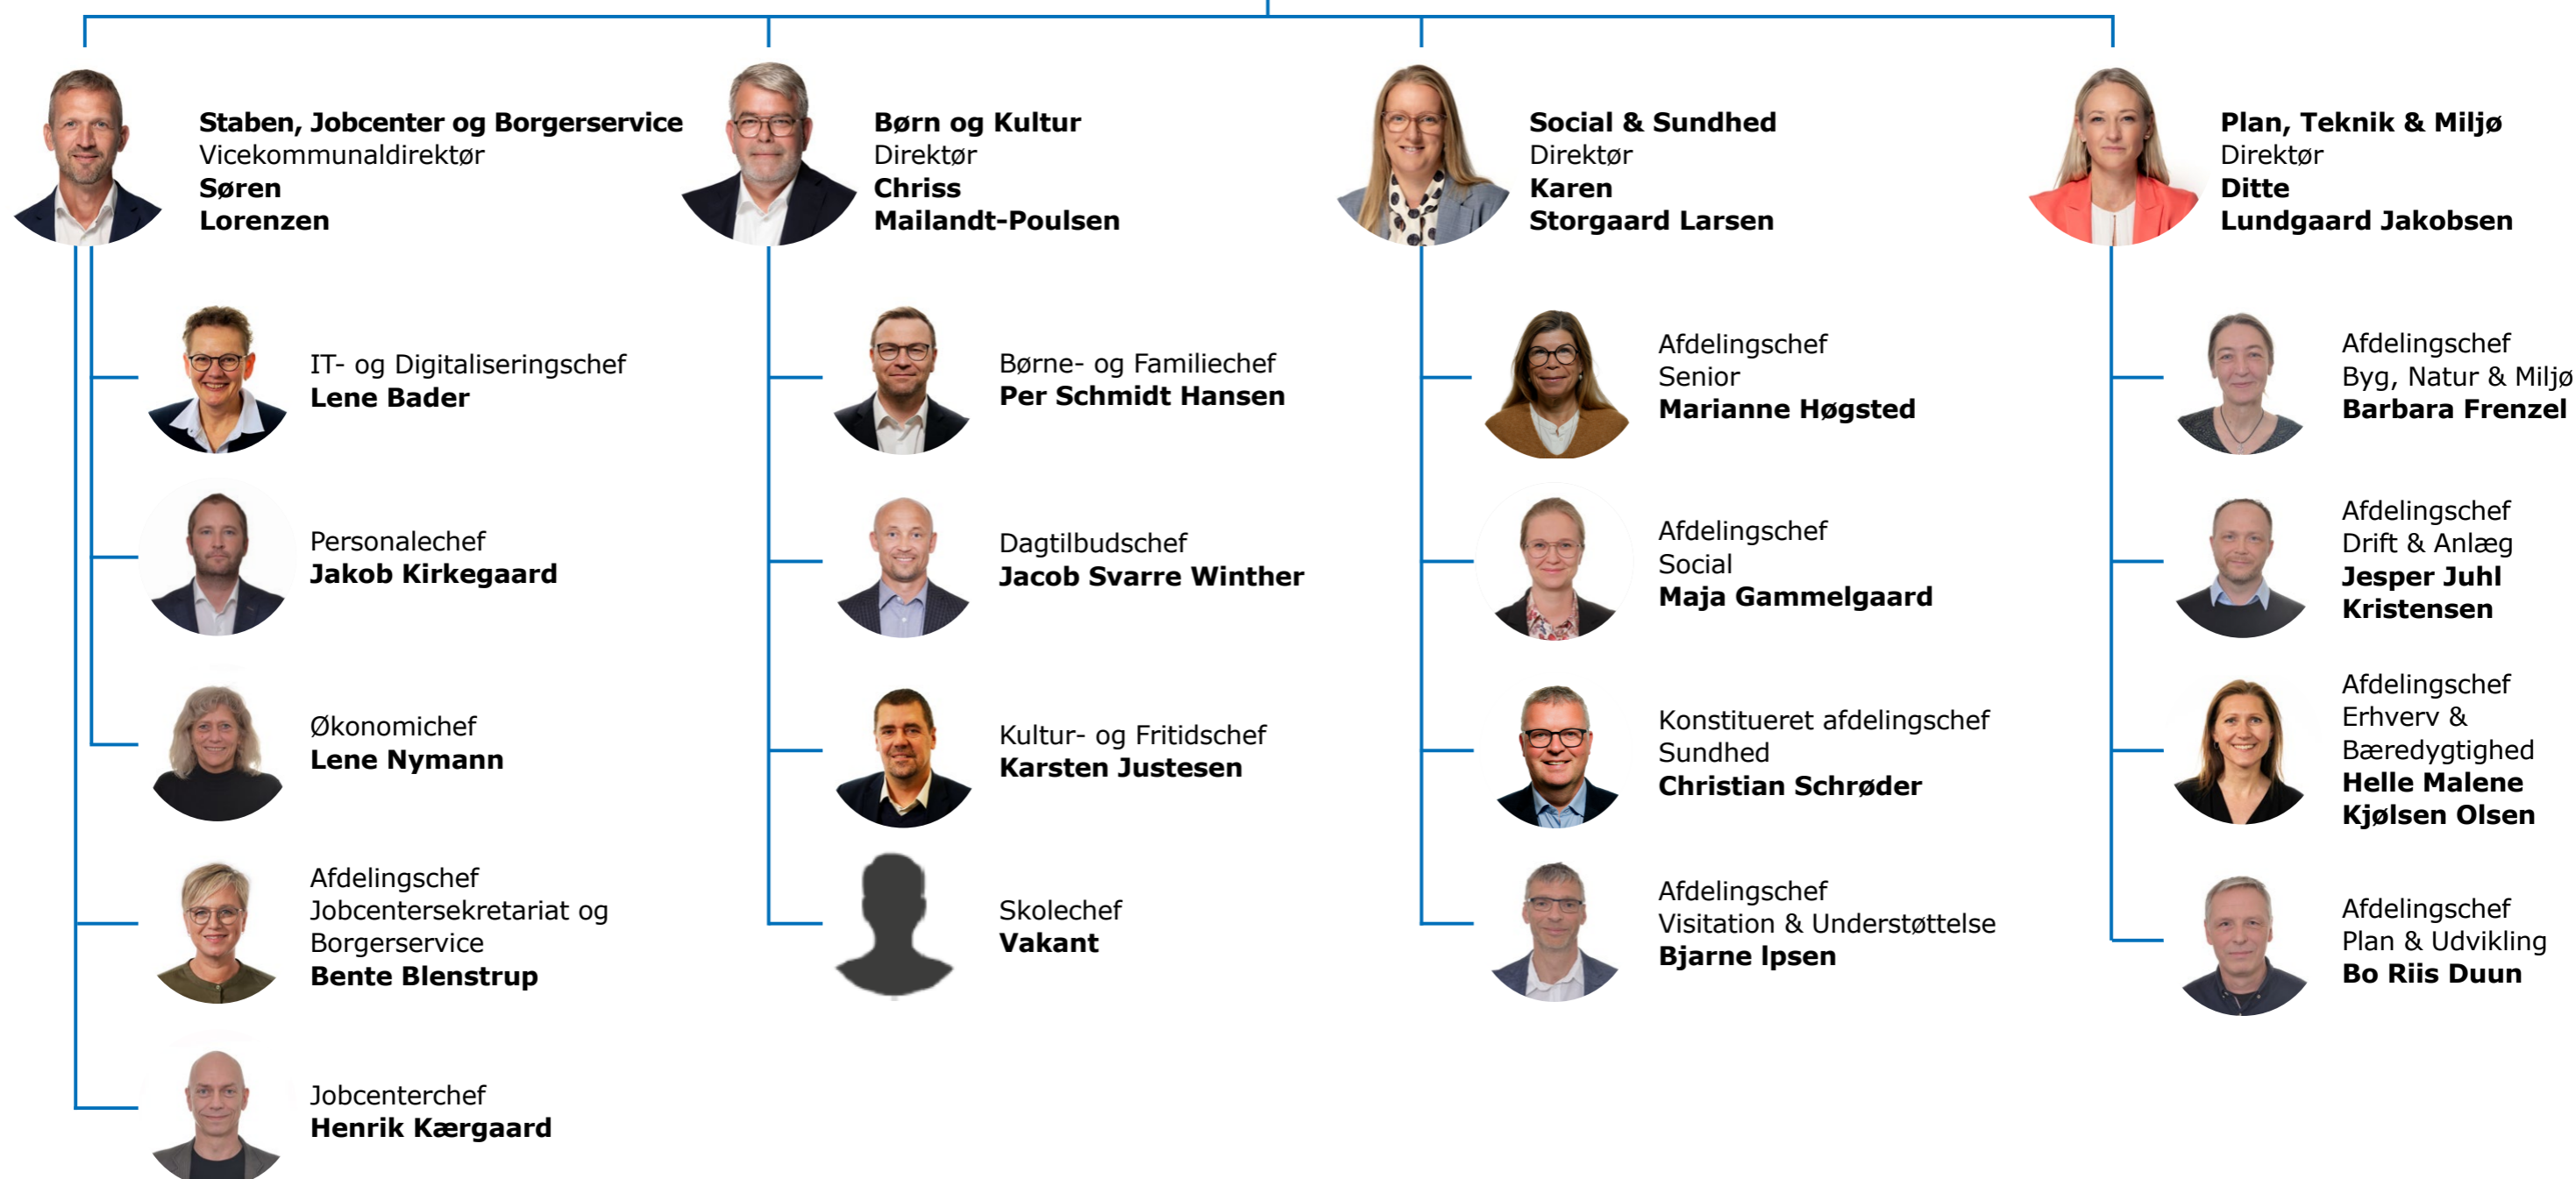 Staben, Jobcenter og Borgerservice
Vicekommunaldirektør
Søren
Lorenzen
IT- og Digitaliseringschef
Lene Bader
Personalechef
Jakob Kirkegaard
Økonomichef
Lene Nymann
Afdelingschef
Jobcentersekretariat og
Borgerservice
Bente Blenstrup
Jobcenterchef
Henrik Kærgaard
Børn og Kultur
Direktør
Chriss
Mailandt-Poulsen
Børne- og Familiechef
Per Schmidt Hansen
Dagtilbudschef
Jacob Svarre Winther
Kultur- og Fritidschef
Karsten Justesen
Skolechef
Vakant
Social & Sundhed
Direktør
Karen
Storgaard Larsen
Afdelingschef
Senior
Marianne Høgsted
Afdelingschef
Social
Maja Gammelgaard
Konstitueret afdelingschef
Sundhed
Christian Schrøder
Afdelingschef
Visitation & Understøttelse
Bjarne lpsen
Plan, Teknik & Miljø
Direktør
Ditte
Lundgaard Jakobsen
Afdelingschef
Byg, Natur & Miljø
Barbara Frenzel
Afdelingschef
Drift & Anlæg
Jesper Juhl
Kristensen
Afdelingschef
Erhverv &
Bæredygtighed
Helle Malene
Kjølsen Olsen
Afdelingschef
Plan & Udvikling
Bo Riis Duun